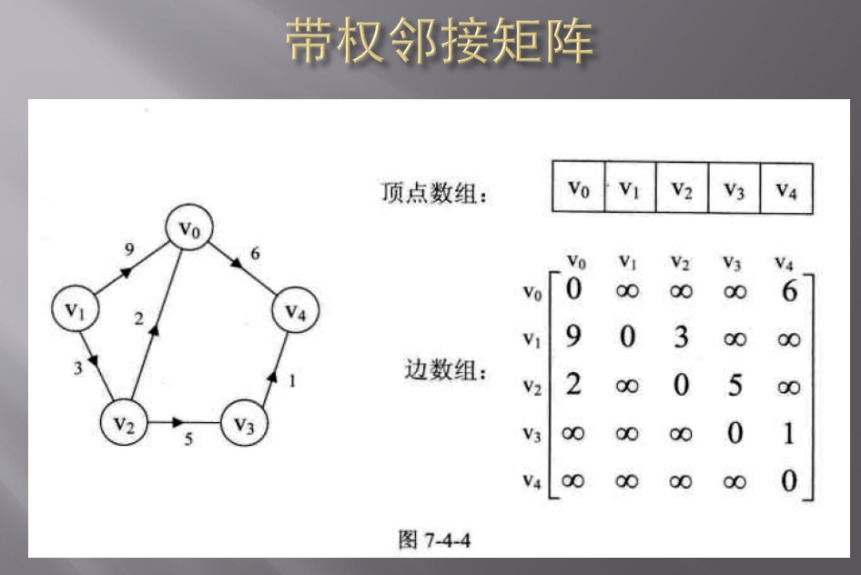 带权邻接矩阵
顶点数组: v₀ v₁ v₂ v₃ v₄
v₀
9
6
v₁
v₄
2
3
1
v₂
5
v₃
边数组:
v₀ v₁ v₂ v₃ v₄
v₀ 0 ∞ ∞ ∞ 6
v₁ 9 0 3 ∞ ∞
v₂ 2 ∞ 0 5 ∞
v₃ ∞ ∞ ∞ 0 1
v₄ ∞ ∞ ∞ ∞ 0
图 7-4-4